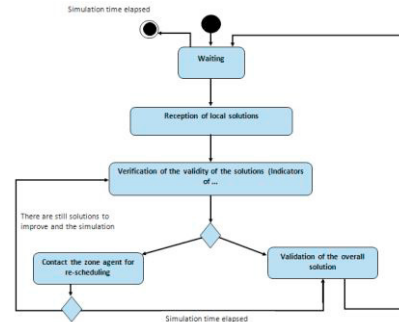 Simulation time elapsed
Waiting
Reception of local solutions
Verification of the validity of the solutions (Indicators
of ...
There are still solutions to
improve and the simulation
Contact the zone agent for
re-scheduling
Validation of the overall
solution
Simulation time elapsed